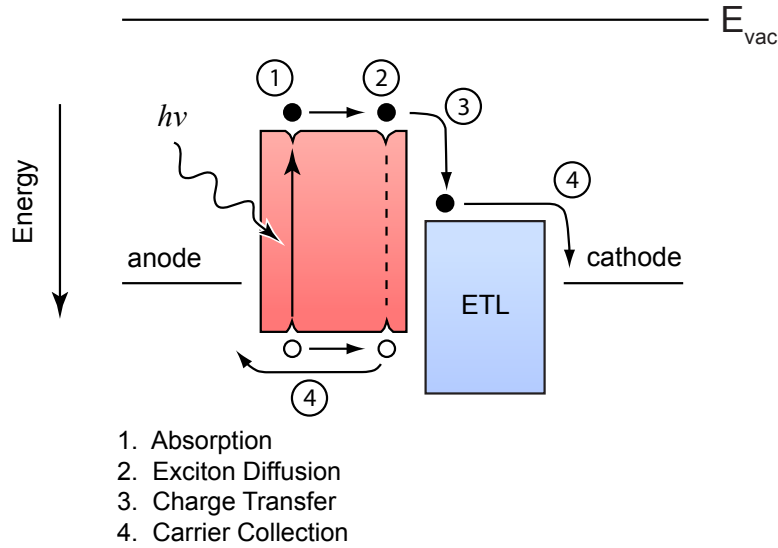 E_vac
1
2
3
hν
4
Energy
anode
cathode
ETL
4
1. Absorption
2. Exciton Diffusion
3. Charge Transfer
4. Carrier Collection